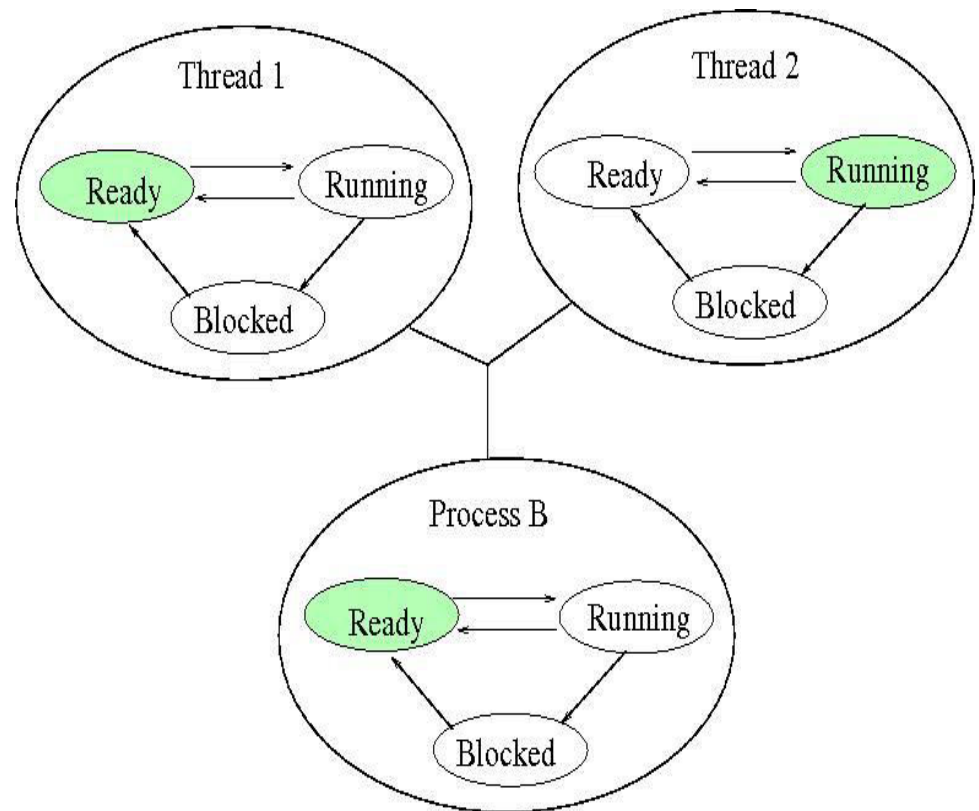 Thread 1
Ready
Running
Blocked
Thread 2
Ready
Running
Blocked
Process B
Ready
Running
Blocked